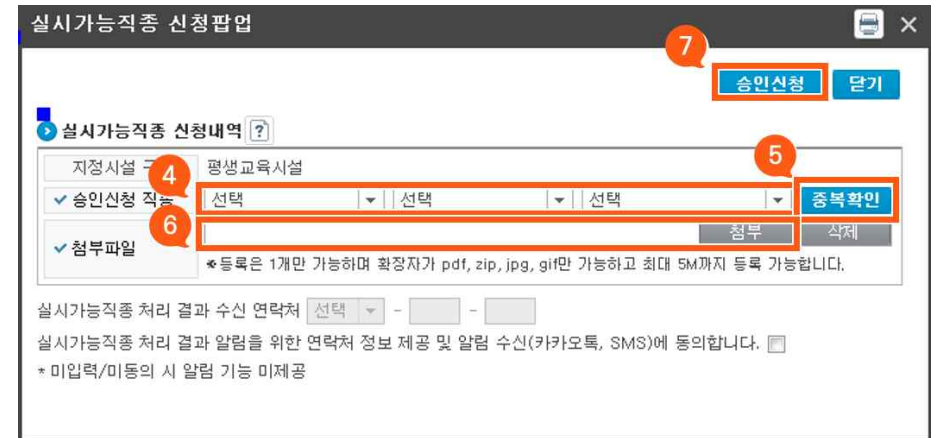 실시가능직종 신청팝업
7
승인신청 닫기
실시가능직종 신청내역 ?
지정시설 평생교육시설
5
4
승인신청 직종 선택 선택 선택 중복확인
6
첨부파일 첨부 삭제
*등록은 1개만 가능하며 확장자가 pdf, zip, jpg, gif만 가능하고 최대 5M까지 등록 가능합니다.
실시가능직종 처리 결과 수신 연락처 선택 - -
실시가능직종 처리 결과 알림을 위한 연락처 정보 제공 및 알림 수신(카카오톡, SMS)에 동의합니다.
* 미입력/미동의 시 알림 기능 미제공